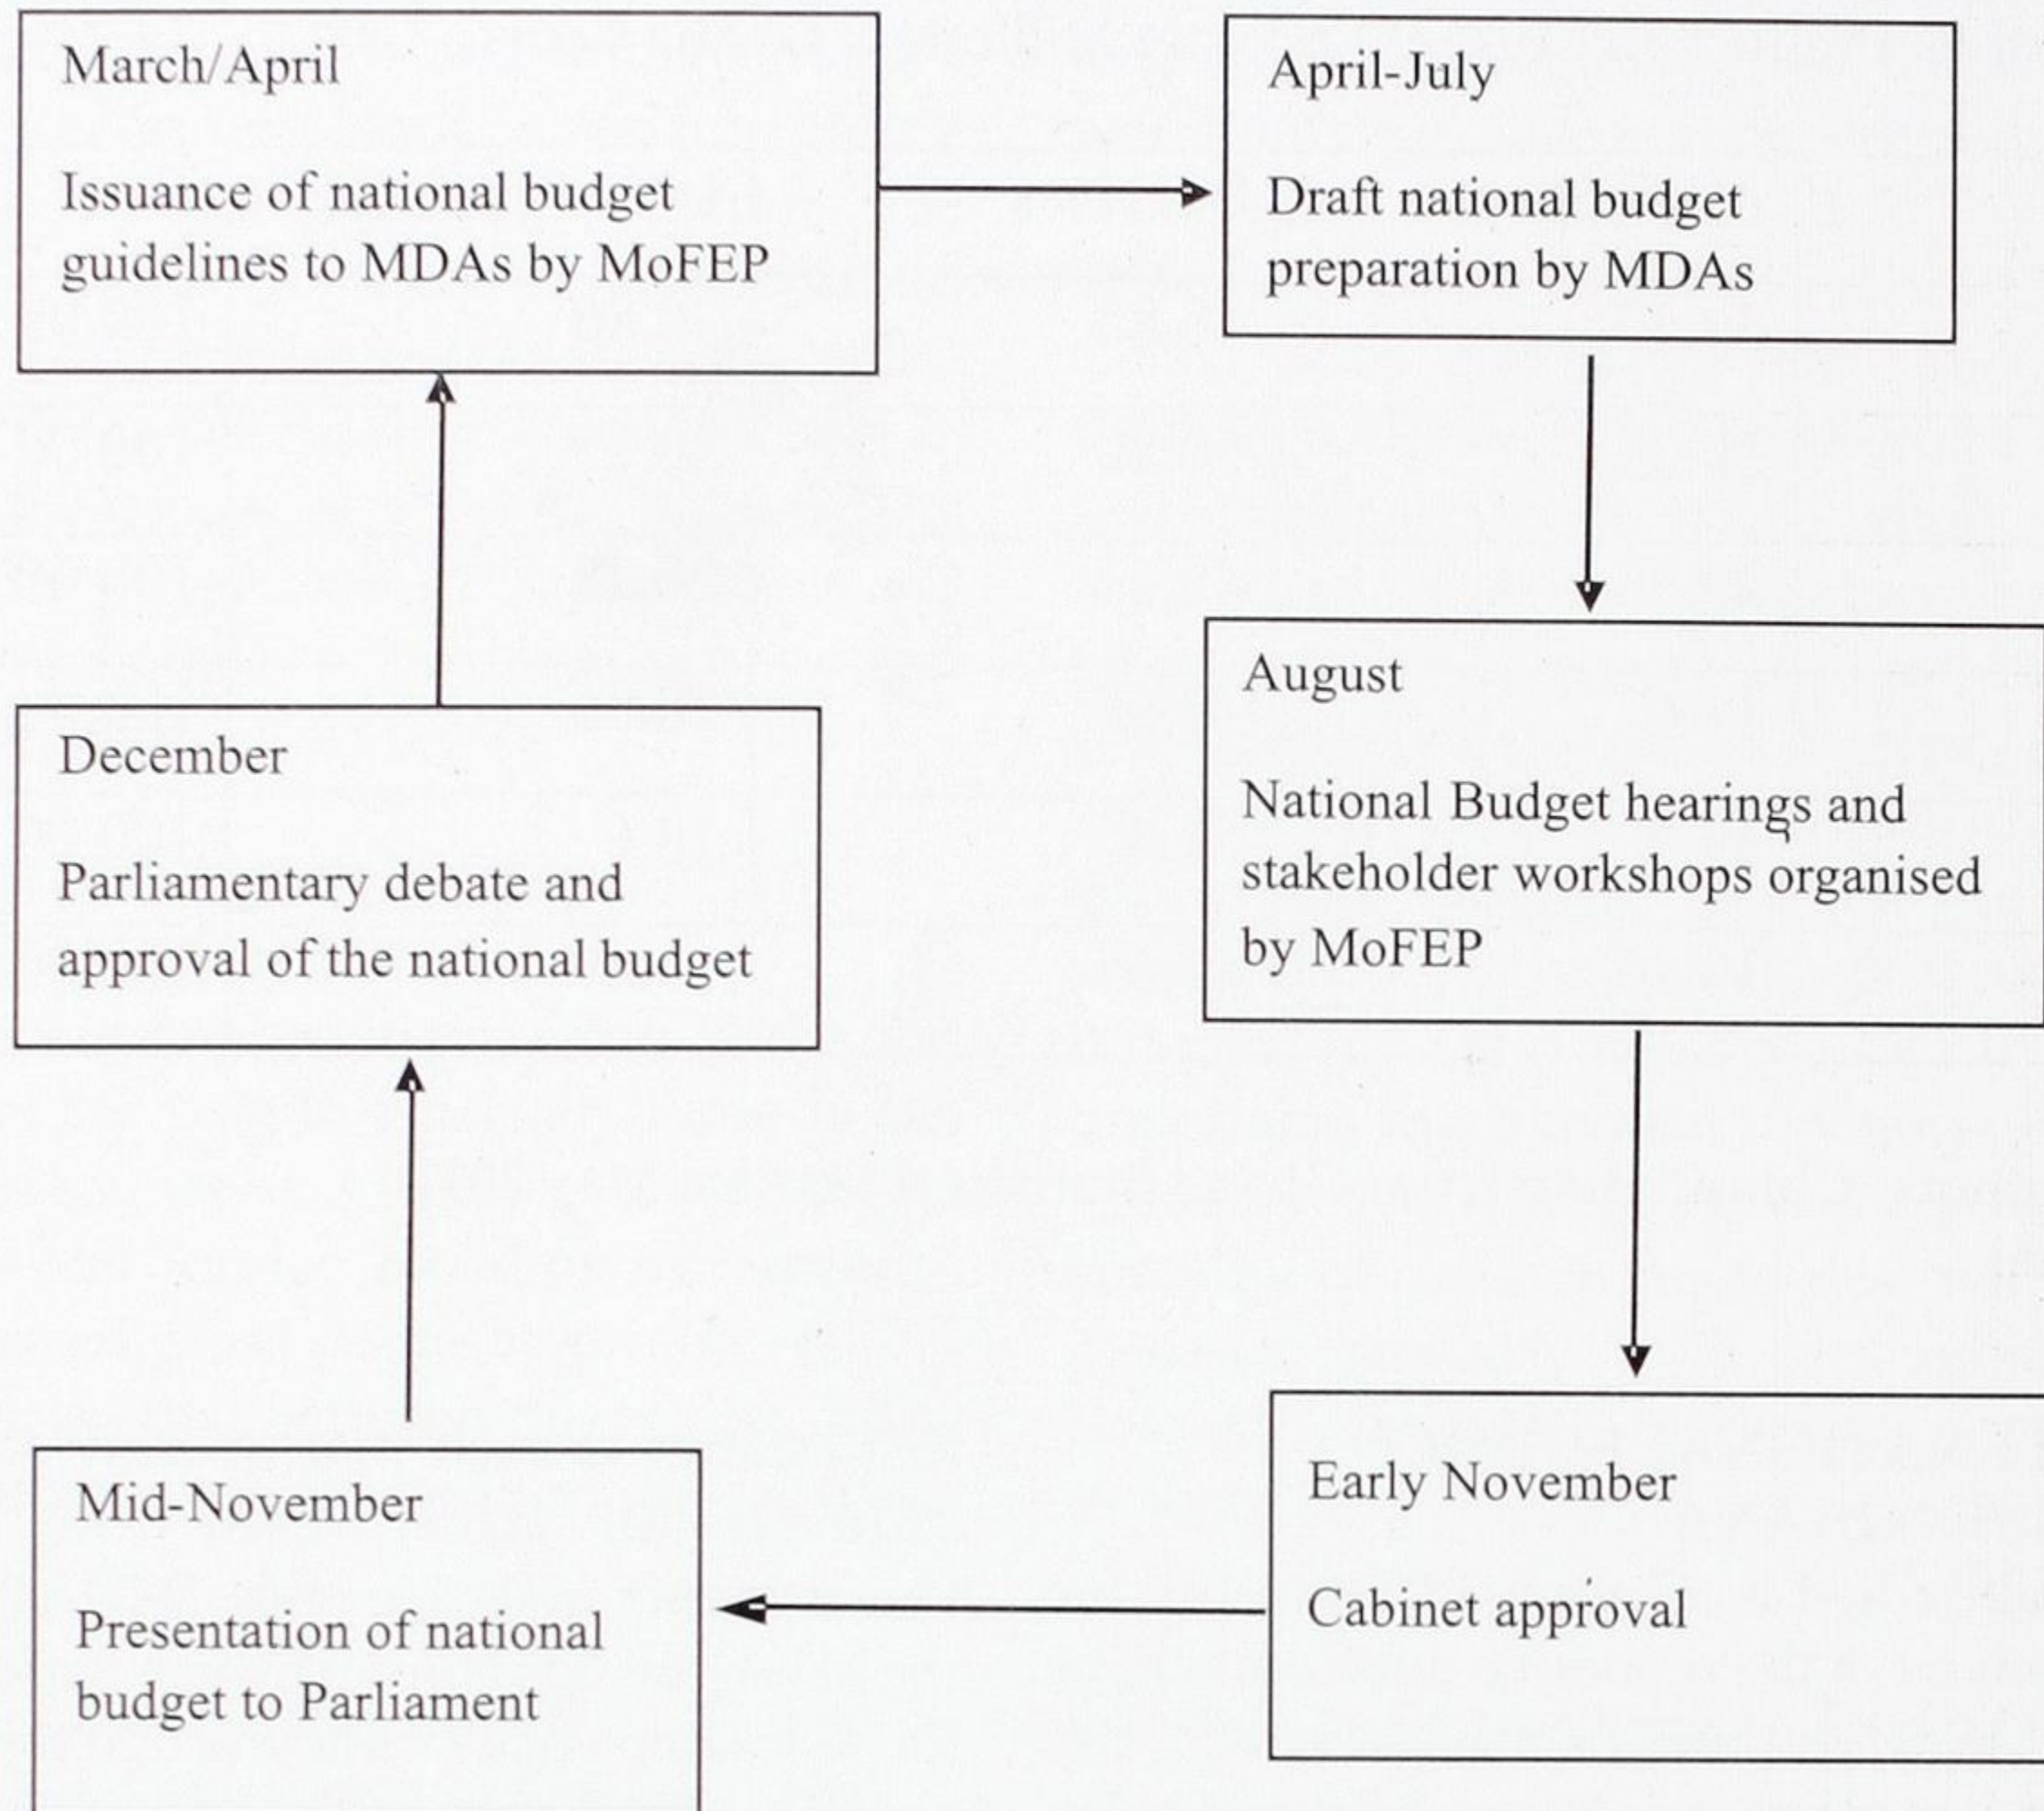 March/April
Issuance of national budget
guidelines to MDAs by MoFEP
April-July
Draft national budget
preparation by MDAs
August
National Budget hearings and
stakeholder workshops organised
by MoFEP
Early November
Cabinet approval
Mid-November
Presentation of national
budget to Parliament
December
Parliamentary debate and
approval of the national budget